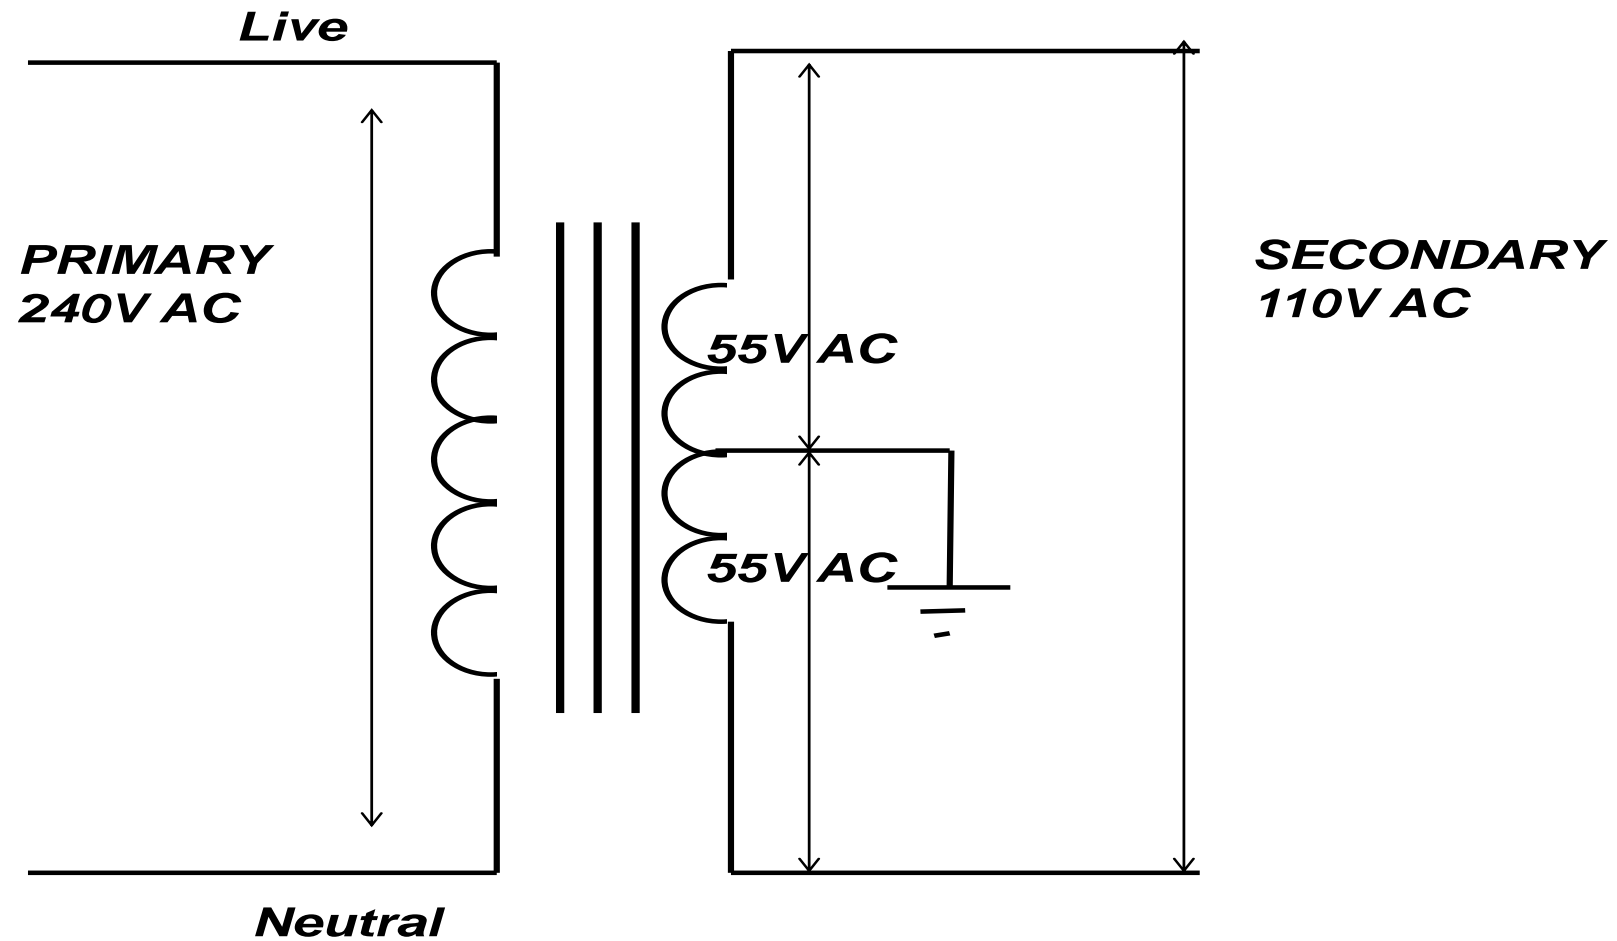 Live
PRIMARY
240V AC
55V AC
55V AC
SECONDARY
110V AC
Neutral